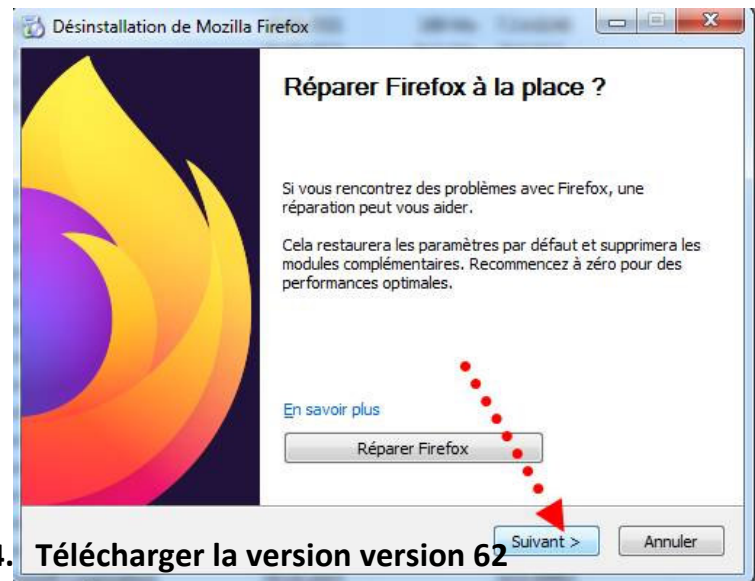 Désinstallation de Mozilla Firefox
Réparer Firefox à la place ?
Si vous rencontrez des problèmes avec Firefox, une
réparation peut vous aider.
Cela restaurera les paramètres par défaut et supprimera les
modules complémentaires. Recommencez à zéro pour des
performances optimales.
En savoir plus
Réparer Firefox
Suivant >
Annuler
4. Télécharger la version version 62